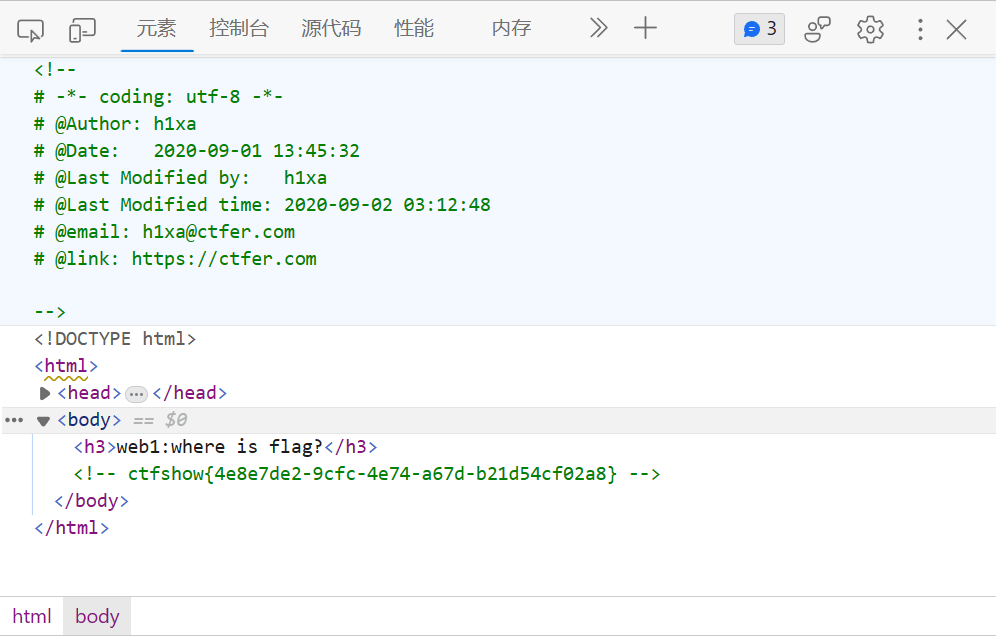 元素 控制台 源代码 性能 内存 3
<!--
# -*- coding: utf-8 -*-
# @Author: h1xa
# @Date:   2020-09-01 13:45:32
# @Last Modified by:   h1xa
# @Last Modified time: 2020-09-02 03:12:48
# @email: h1xa@ctfer.com
# @link: https://ctfer.com
-->
<!DOCTYPE html>
<html>
<head>…</head>
<body> == $0
<h3>web1:where is flag?</h3>
<!-- ctfshow{4e8e7de2-9cfc-4e74-a67d-b21d54cf02a8} -->
</body>
</html>
html body